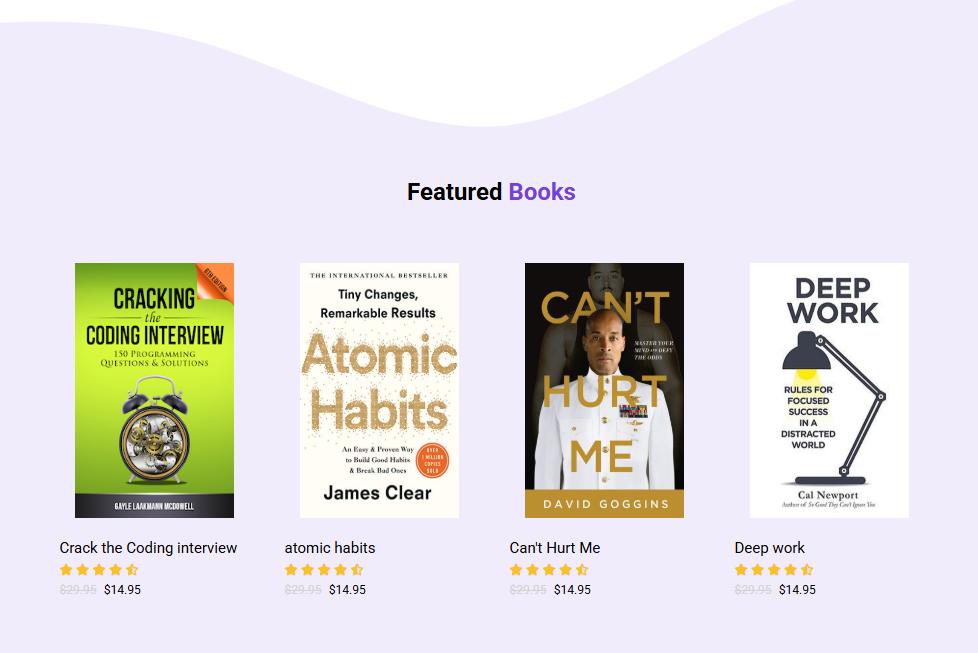 Featured Books
6TH EDITION
CRACKING
the
CODING INTERVIEW
150 PROGRAMMING
QUESTIONS & SOLUTIONS
GAYLE LAAKMANN MCDOWELL
THE INTERNATIONAL BESTSELLER
Tiny Changes,
Remarkable Results
Atomic
Habits
An Easy & Proven Way
to Build Good Habits
& Break Bad Ones
OVER
1 MILLION
COPIES
SOLD
James Clear
CAN'T
MASTER YOUR
MIND AND DEFY
THE ODDS
HURT
ME
DAVID GOGGINS
DEEP
WORK
RULES FOR
FOCUSED
SUCCESS
IN A
DISTRACTED
WORLD
Cal Newport
Author of So Good They Can't Ignore You
Crack the Coding interview
$29.95 $14.95
atomic habits
$29.95 $14.95
Can't Hurt Me
$29.95 $14.95
Deep work
$29.95 $14.95